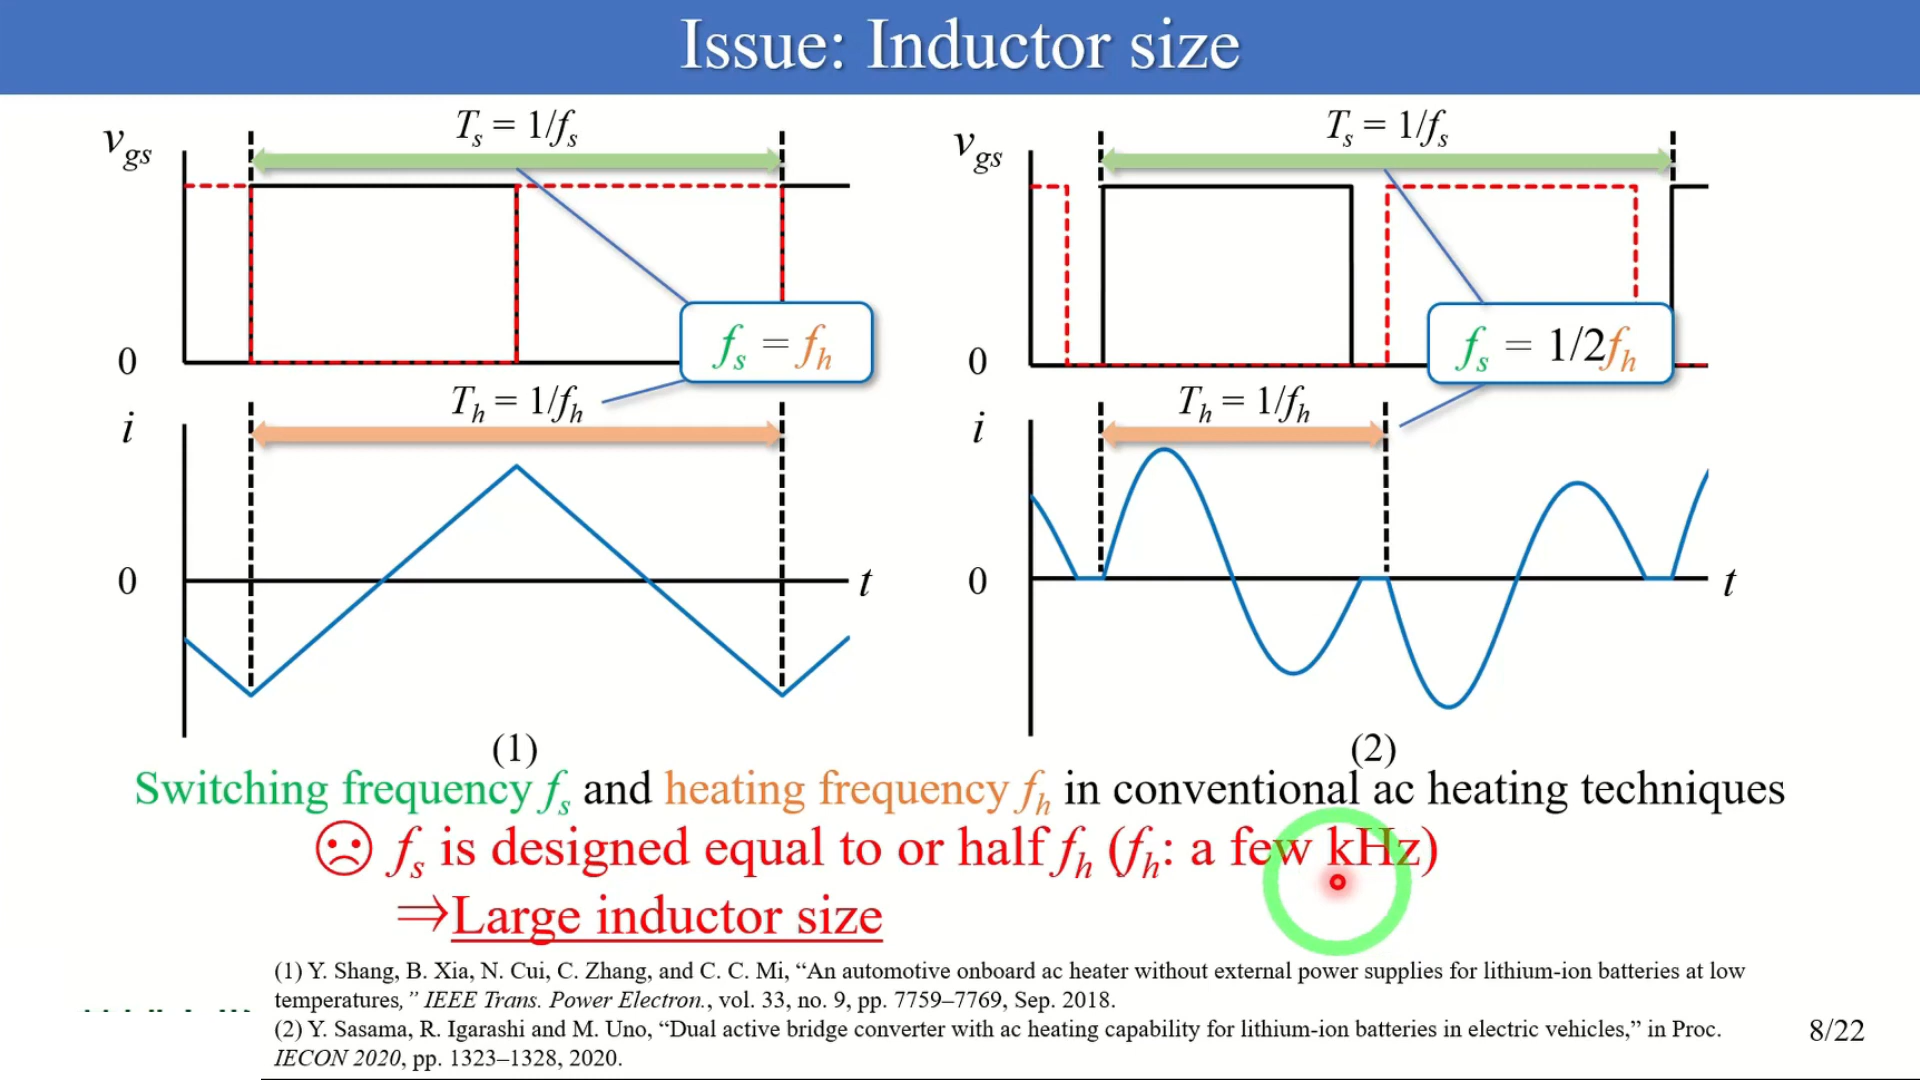 Issue: Inductor size
v_gs
T_s = 1/f_s
0
f_s = f_h
T_h = 1/f_h
i
0
t
(1)
v_gs
T_s = 1/f_s
0
f_s = 1/2f_h
T_h = 1/f_h
i
0
t
(2)
Switching frequency f_s and heating frequency f_h in conventional ac heating techniques
☹ f_s is designed equal to or half f_h (f_h: a few kHz)
⇒Large inductor size
(1) Y. Shang, B. Xia, N. Cui, C. Zhang, and C. C. Mi, “An automotive onboard ac heater without external power supplies for lithium-ion batteries at low
temperatures,” IEEE Trans. Power Electron., vol. 33, no. 9, pp. 7759–7769, Sep. 2018.
(2) Y. Sasama, R. Igarashi and M. Uno, “Dual active bridge converter with ac heating capability for lithium-ion batteries in electric vehicles,” in Proc.
IECON 2020, pp. 1323–1328, 2020.
8/22